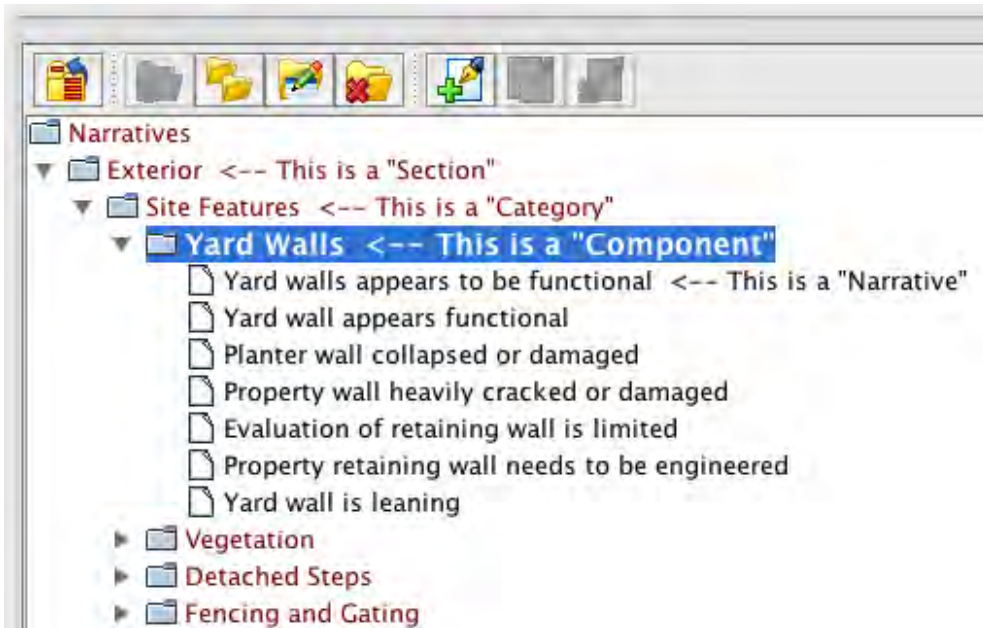 Narratives
Exterior <-- This is a "Section"
Site Features <-- This is a "Category"
Yard Walls <-- This is a "Component"
Yard walls appears to be functional <-- This is a "Narrative"
Yard wall appears functional
Planter wall collapsed or damaged
Property wall heavily cracked or damaged
Evaluation of retaining wall is limited
Property retaining wall needs to be engineered
Yard wall is leaning
Vegetation
Detached Steps
Fencing and Gating